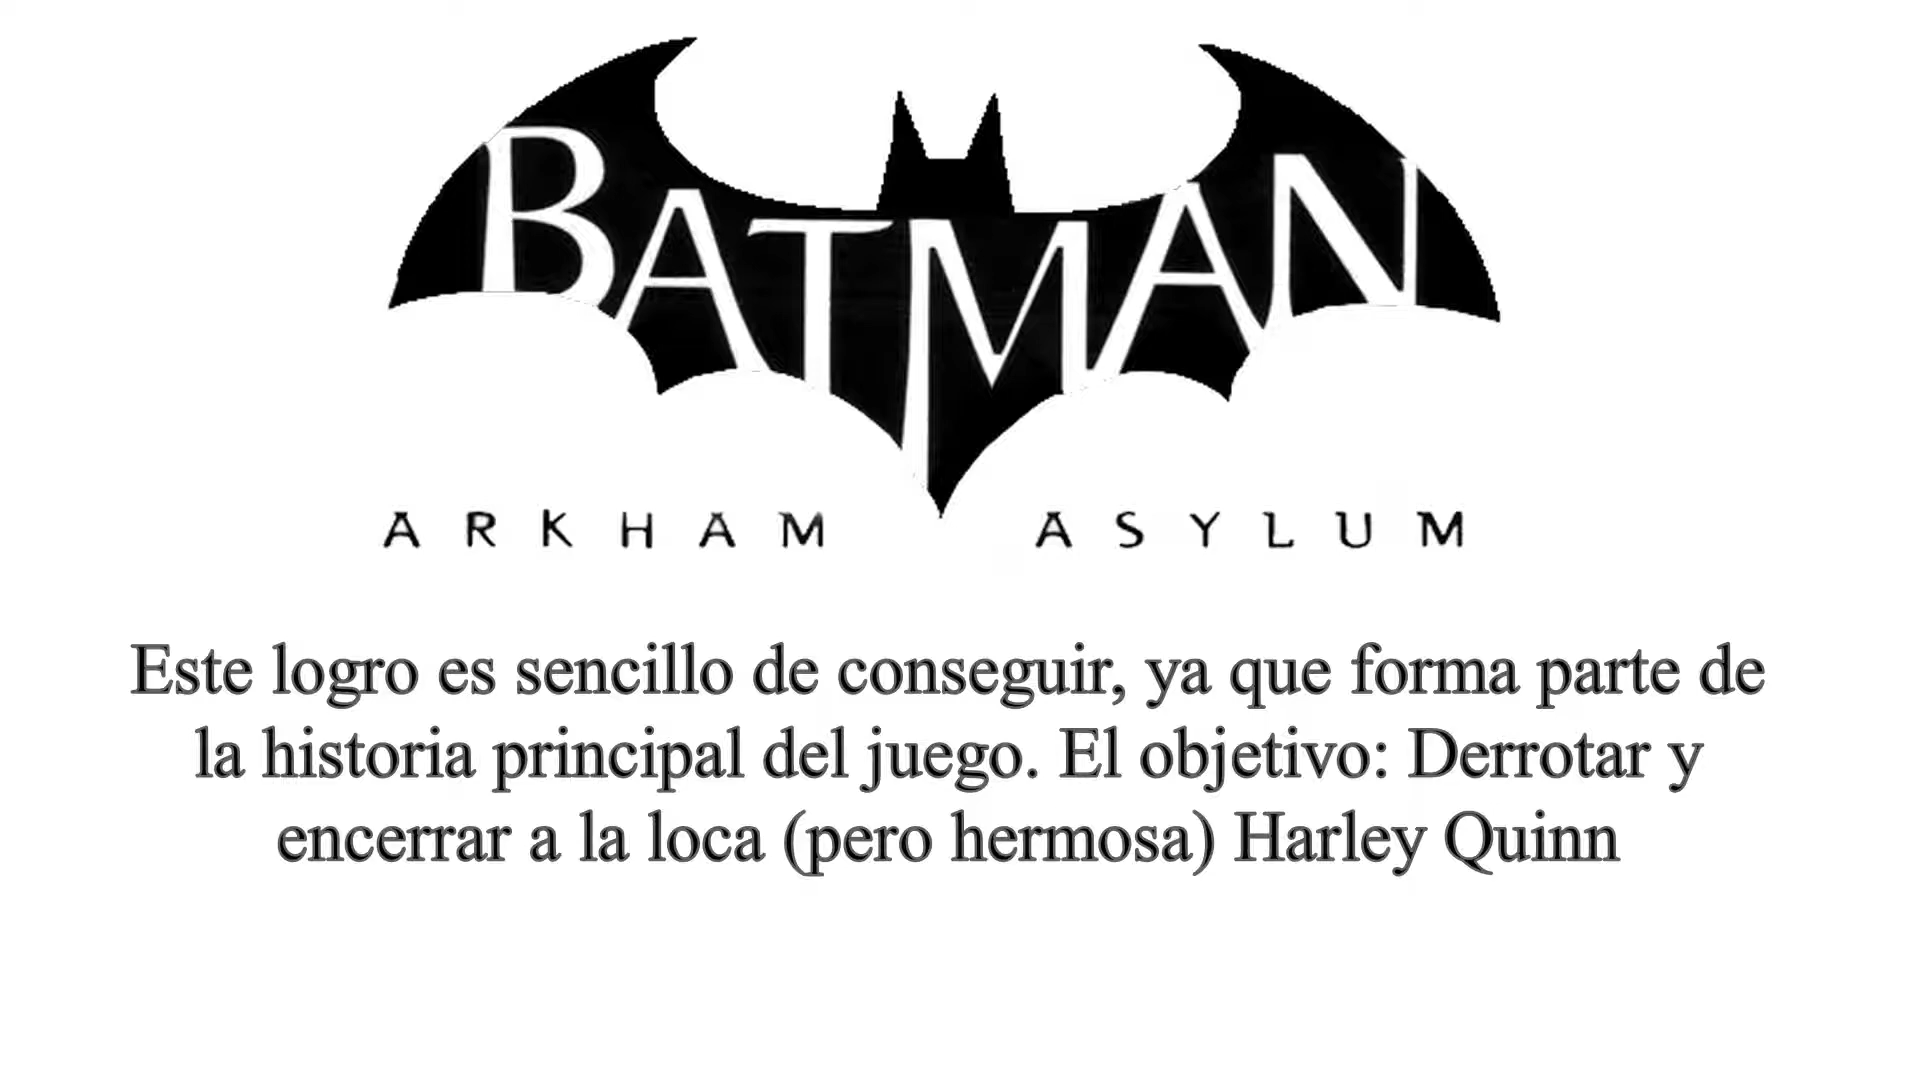 BATMAN
ARKHAM ASYLUM
Este logro es sencillo de conseguir, ya que forma parte de
la historia principal del juego. El objetivo: Derrotar y
encerrar a la loca (pero hermosa) Harley Quinn